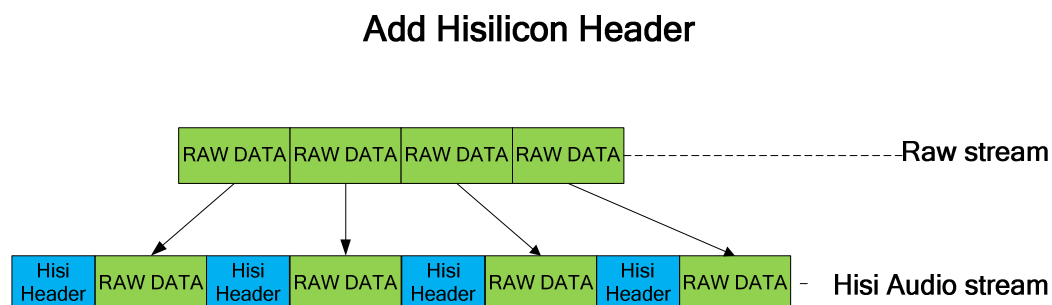 Add Hisilicon Header
RAW DATA RAW DATA RAW DATA RAW DATA Raw stream
Hisi Header RAW DATA Hisi Header RAW DATA Hisi Header RAW DATA Hisi Header RAW DATA Hisi Audio stream